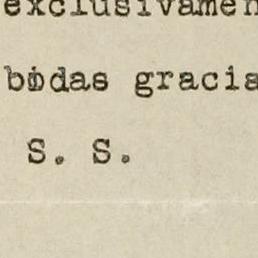 exclusivamen
bidas gracia
S. S.